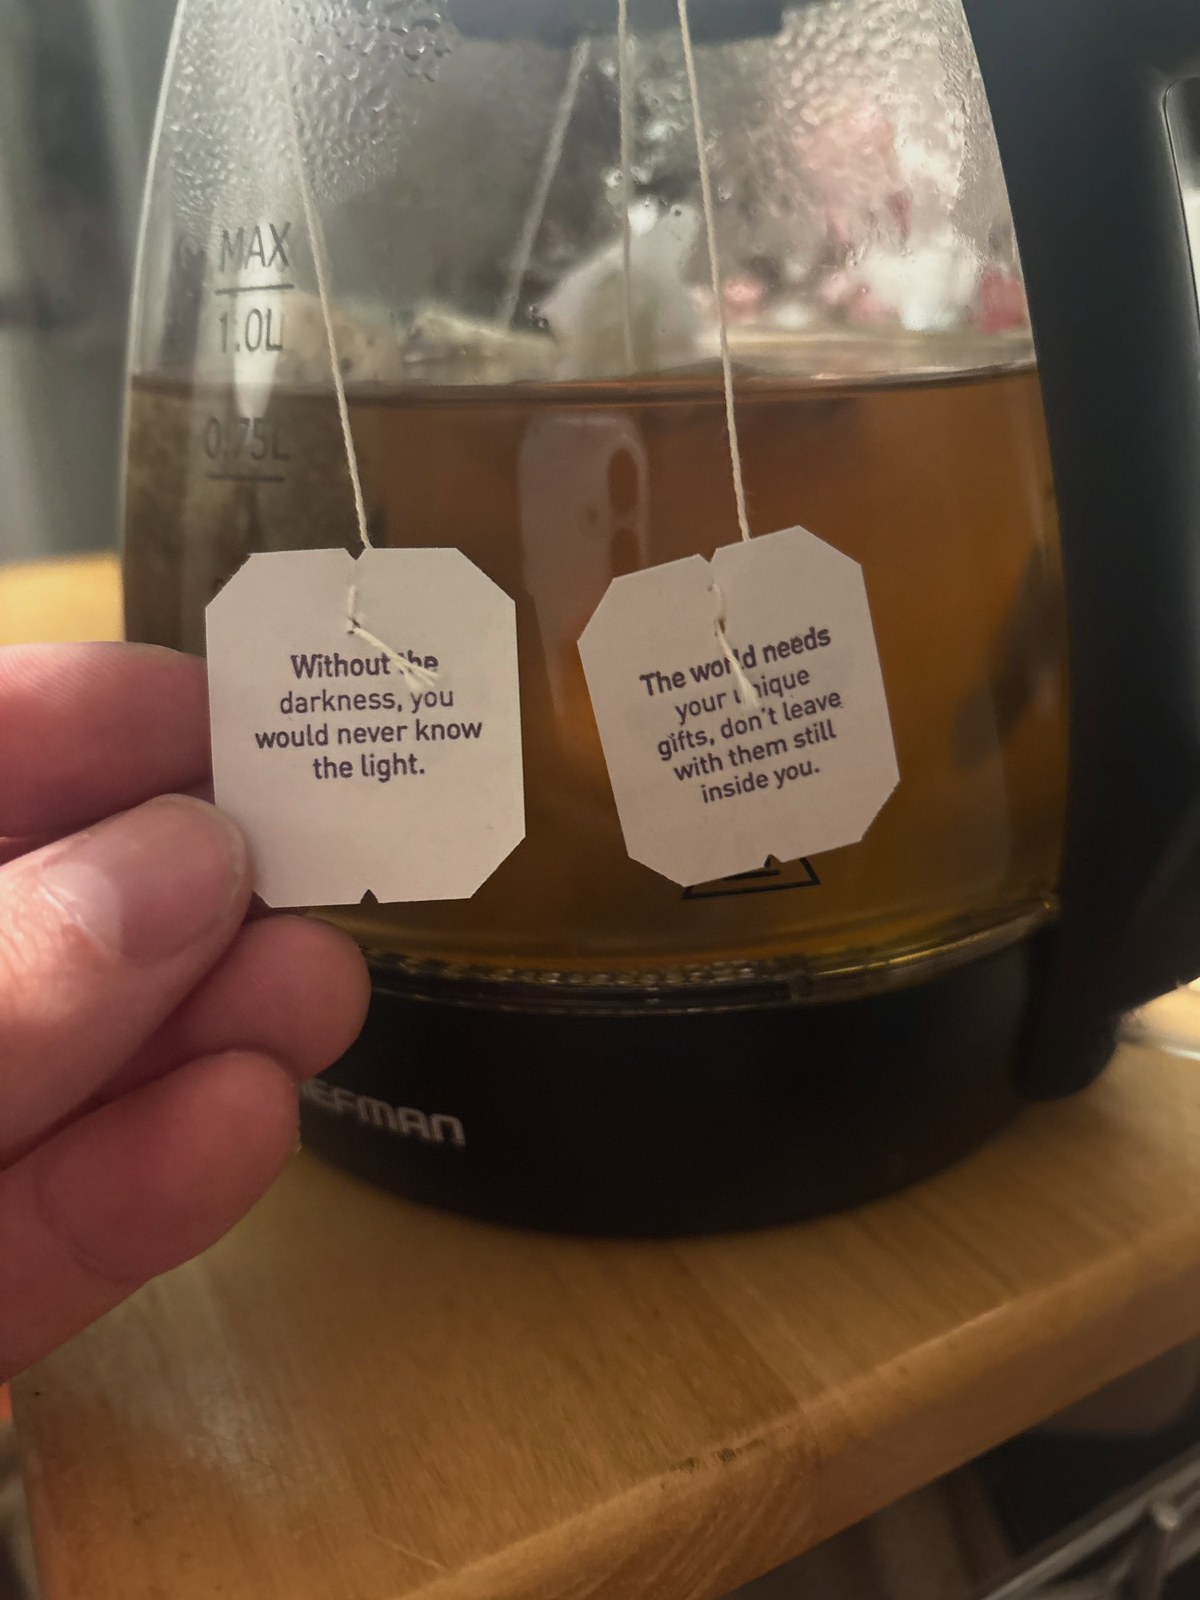 MAX
1.0L
0.75L
Without the
darkness, you
would never know
the light.
The world needs
your unique
gifts, don't leave
with them still
inside you.